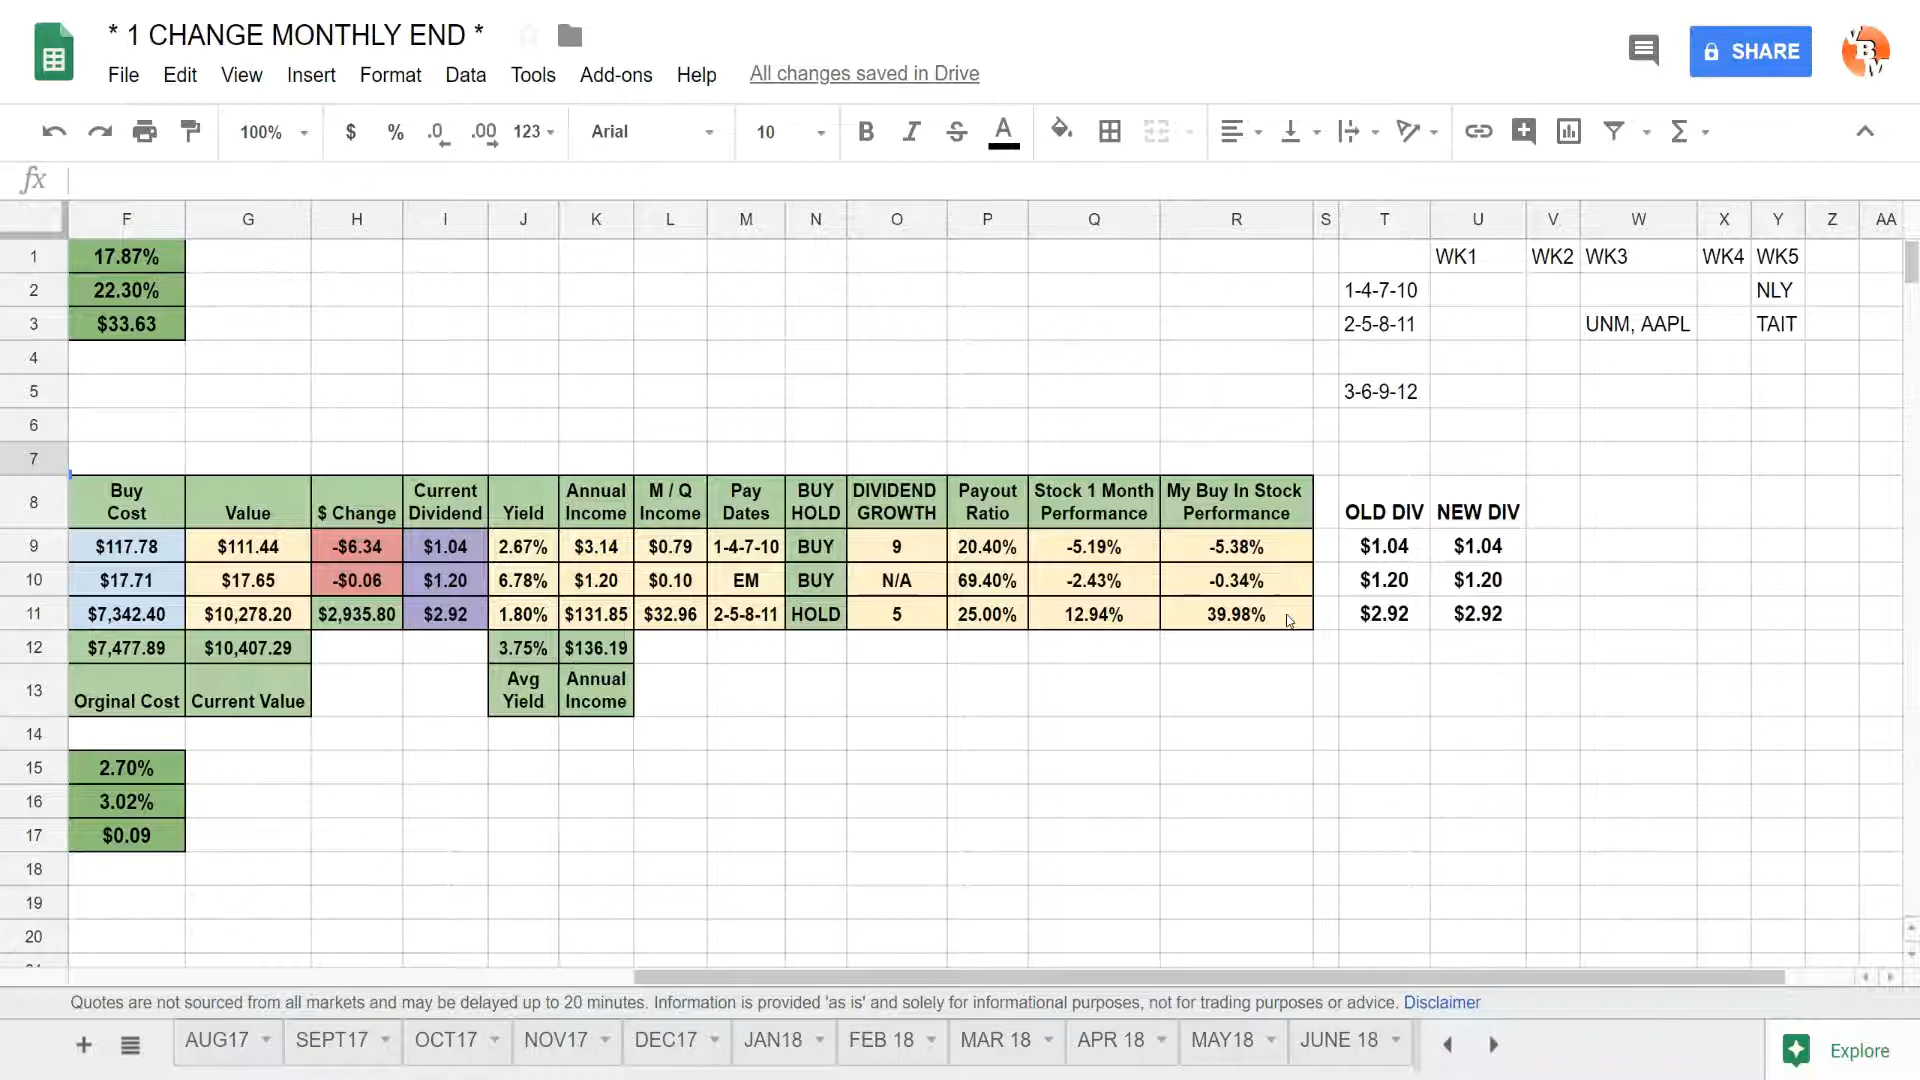 * 1 CHANGE MONTHLY END *
File Edit View Insert Format Data Tools Add-ons Help All changes saved in Drive
SHARE
100% $ % .0 .00 123 Arial 10 B I S A
fx
F G H I J K L M N O P Q R S T U V W X Y Z AA
1 17.87% WK1 WK2 WK3 WK4 WK5
2 22.30% 1-4-7-10 NLY
3 $33.63 2-5-8-11 UNM, AAPL TAIT
4
5 3-6-9-12
6
7
8 Buy Cost Value $ Change Current Dividend Yield Annual Income M / Q Income Pay Dates BUY HOLD DIVIDEND GROWTH Payout Ratio Stock 1 Month Performance My Buy In Stock Performance OLD DIV NEW DIV
9 $117.78 $111.44 -$6.34 $1.04 2.67% $3.14 $0.79 1-4-7-10 BUY 9 20.40% -5.19% -5.38% $1.04 $1.04
10 $17.71 $17.65 -$0.06 $1.20 6.78% $1.20 $0.10 EM BUY N/A 69.40% -2.43% -0.34% $1.20 $1.20
11 $7,342.40 $10,278.20 $2,935.80 $2.92 1.80% $131.85 $32.96 2-5-8-11 HOLD 5 25.00% 12.94% 39.98% $2.92 $2.92
12 $7,477.89 $10,407.29 3.75% $136.19
13 Orginal Cost Current Value Avg Yield Annual Income
14
15 2.70%
16 3.02%
17 $0.09
18
19
20
Quotes are not sourced from all markets and may be delayed up to 20 minutes. Information is provided 'as is' and solely for informational purposes, not for trading purposes or advice. Disclaimer
AUG17 SEPT17 OCT17 NOV17 DEC17 JAN18 FEB 18 MAR 18 APR 18 MAY18 JUNE 18 Explore